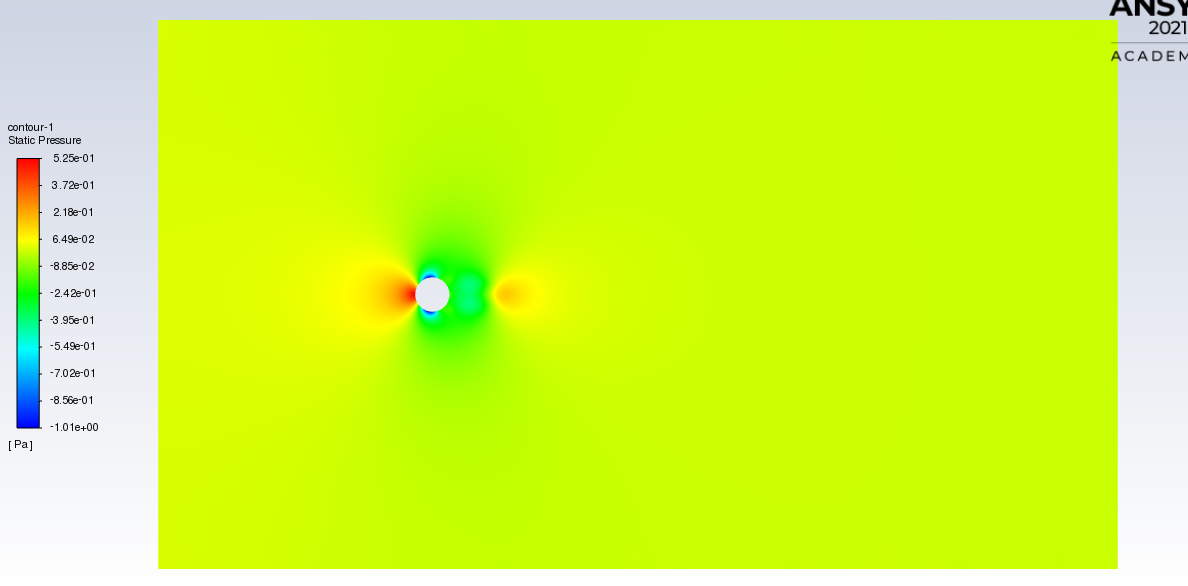 ANSY
2021
ACADEM
contour-1
Static Pressure
5.25e-01
3.72e-01
2.18e-01
6.49e-02
-8.85e-02
-2.42e-01
-3.95e-01
-5.49e-01
-7.02e-01
-8.56e-01
-1.01e+00
[ Pa ]